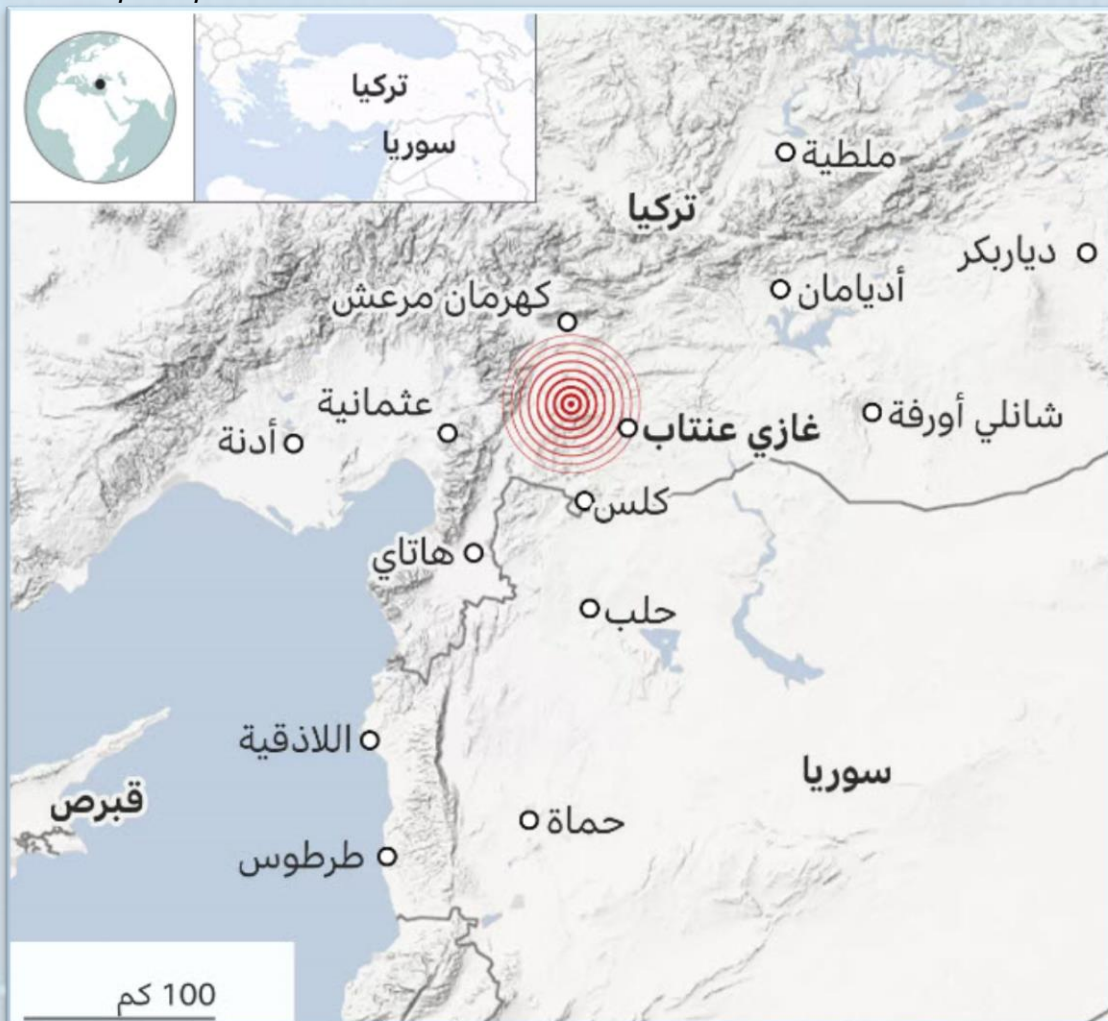 تركيا
سوريا
ملطية
تركيا
دياربكر
أديامان
كهرمان مرعش
عثمانية
شانلي أورفة
غازي عنتاب
أدنة
كلس
هاتاي
حلب
اللاذقية
سوريا
قبرص
حماة
طرطوس
100 كم